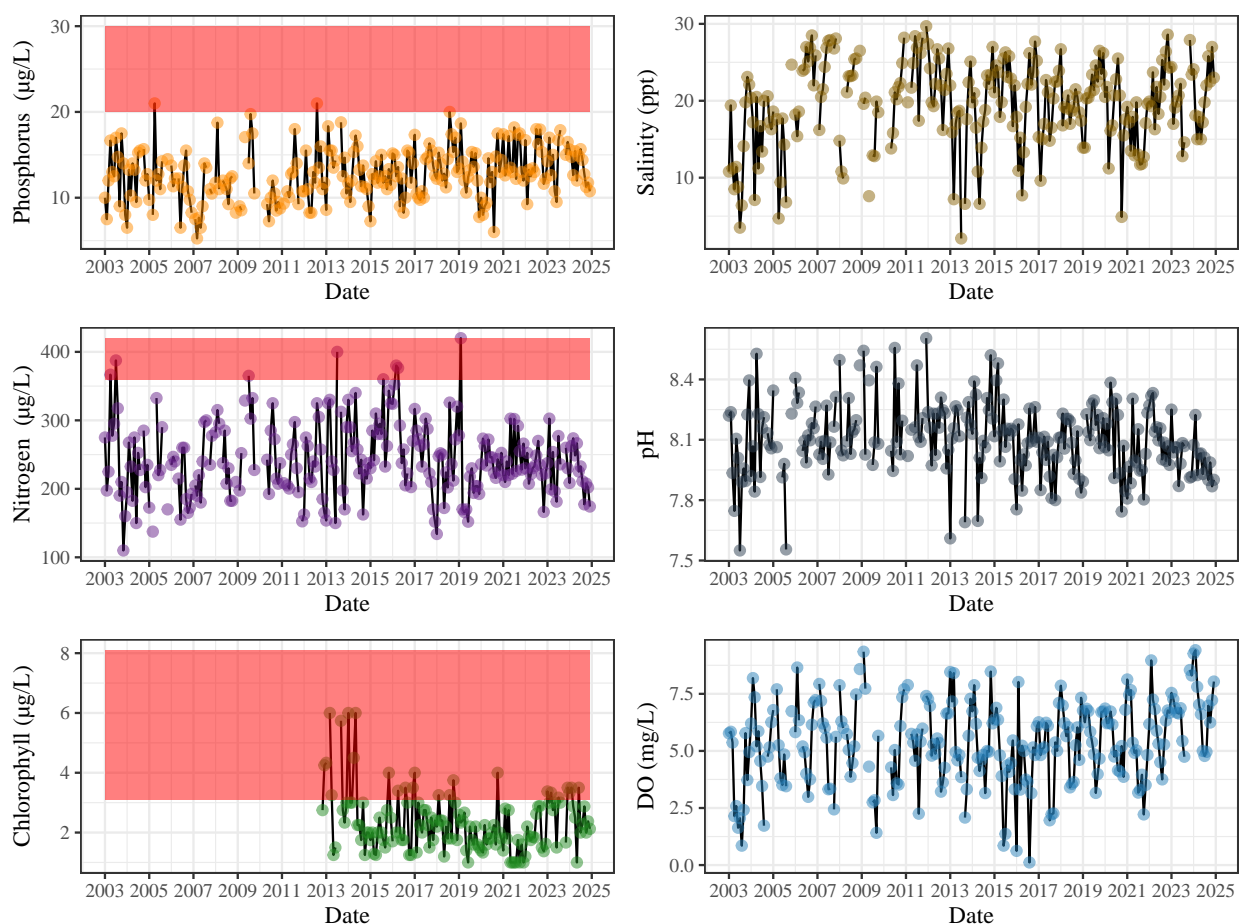 Phosphorus (µg/L)
30
20
10
2003 2005 2007 2009 2011 2013 2015 2017 2019 2021 2023 2025
Date
Salinity (ppt)
30
20
10
2003 2005 2007 2009 2011 2013 2015 2017 2019 2021 2023 2025
Date
Nitrogen (µg/L)
400
300
200
100
2003 2005 2007 2009 2011 2013 2015 2017 2019 2021 2023 2025
Date
pH
8.4
8.1
7.8
7.5
2003 2005 2007 2009 2011 2013 2015 2017 2019 2021 2023 2025
Date
Chlorophyll (µg/L)
8
6
4
2
2003 2005 2007 2009 2011 2013 2015 2017 2019 2021 2023 2025
Date
DO (mg/L)
7.5
5.0
2.5
0.0
2003 2005 2007 2009 2011 2013 2015 2017 2019 2021 2023 2025
Date